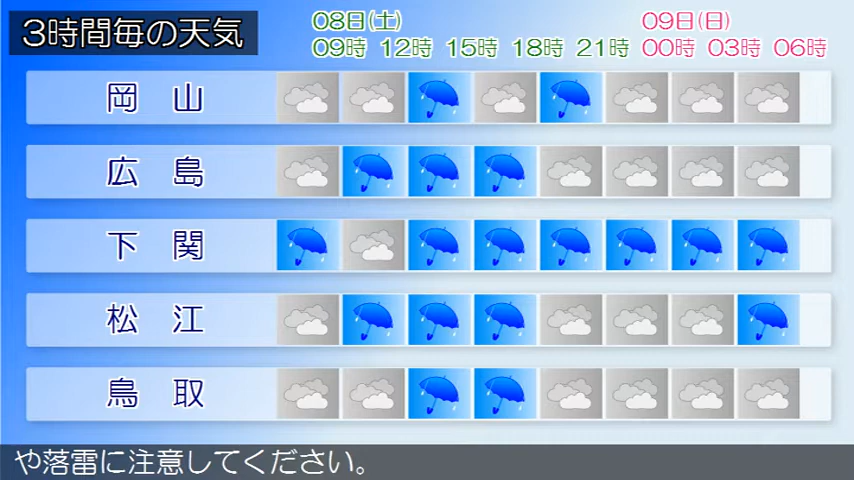 3時間毎の天気
08日(土) 09日(日)
09時 12時 15時 18時 21時 00時 03時 06時
岡 山
広 島
下 関
松 江
鳥 取
や落雷に注意してください。